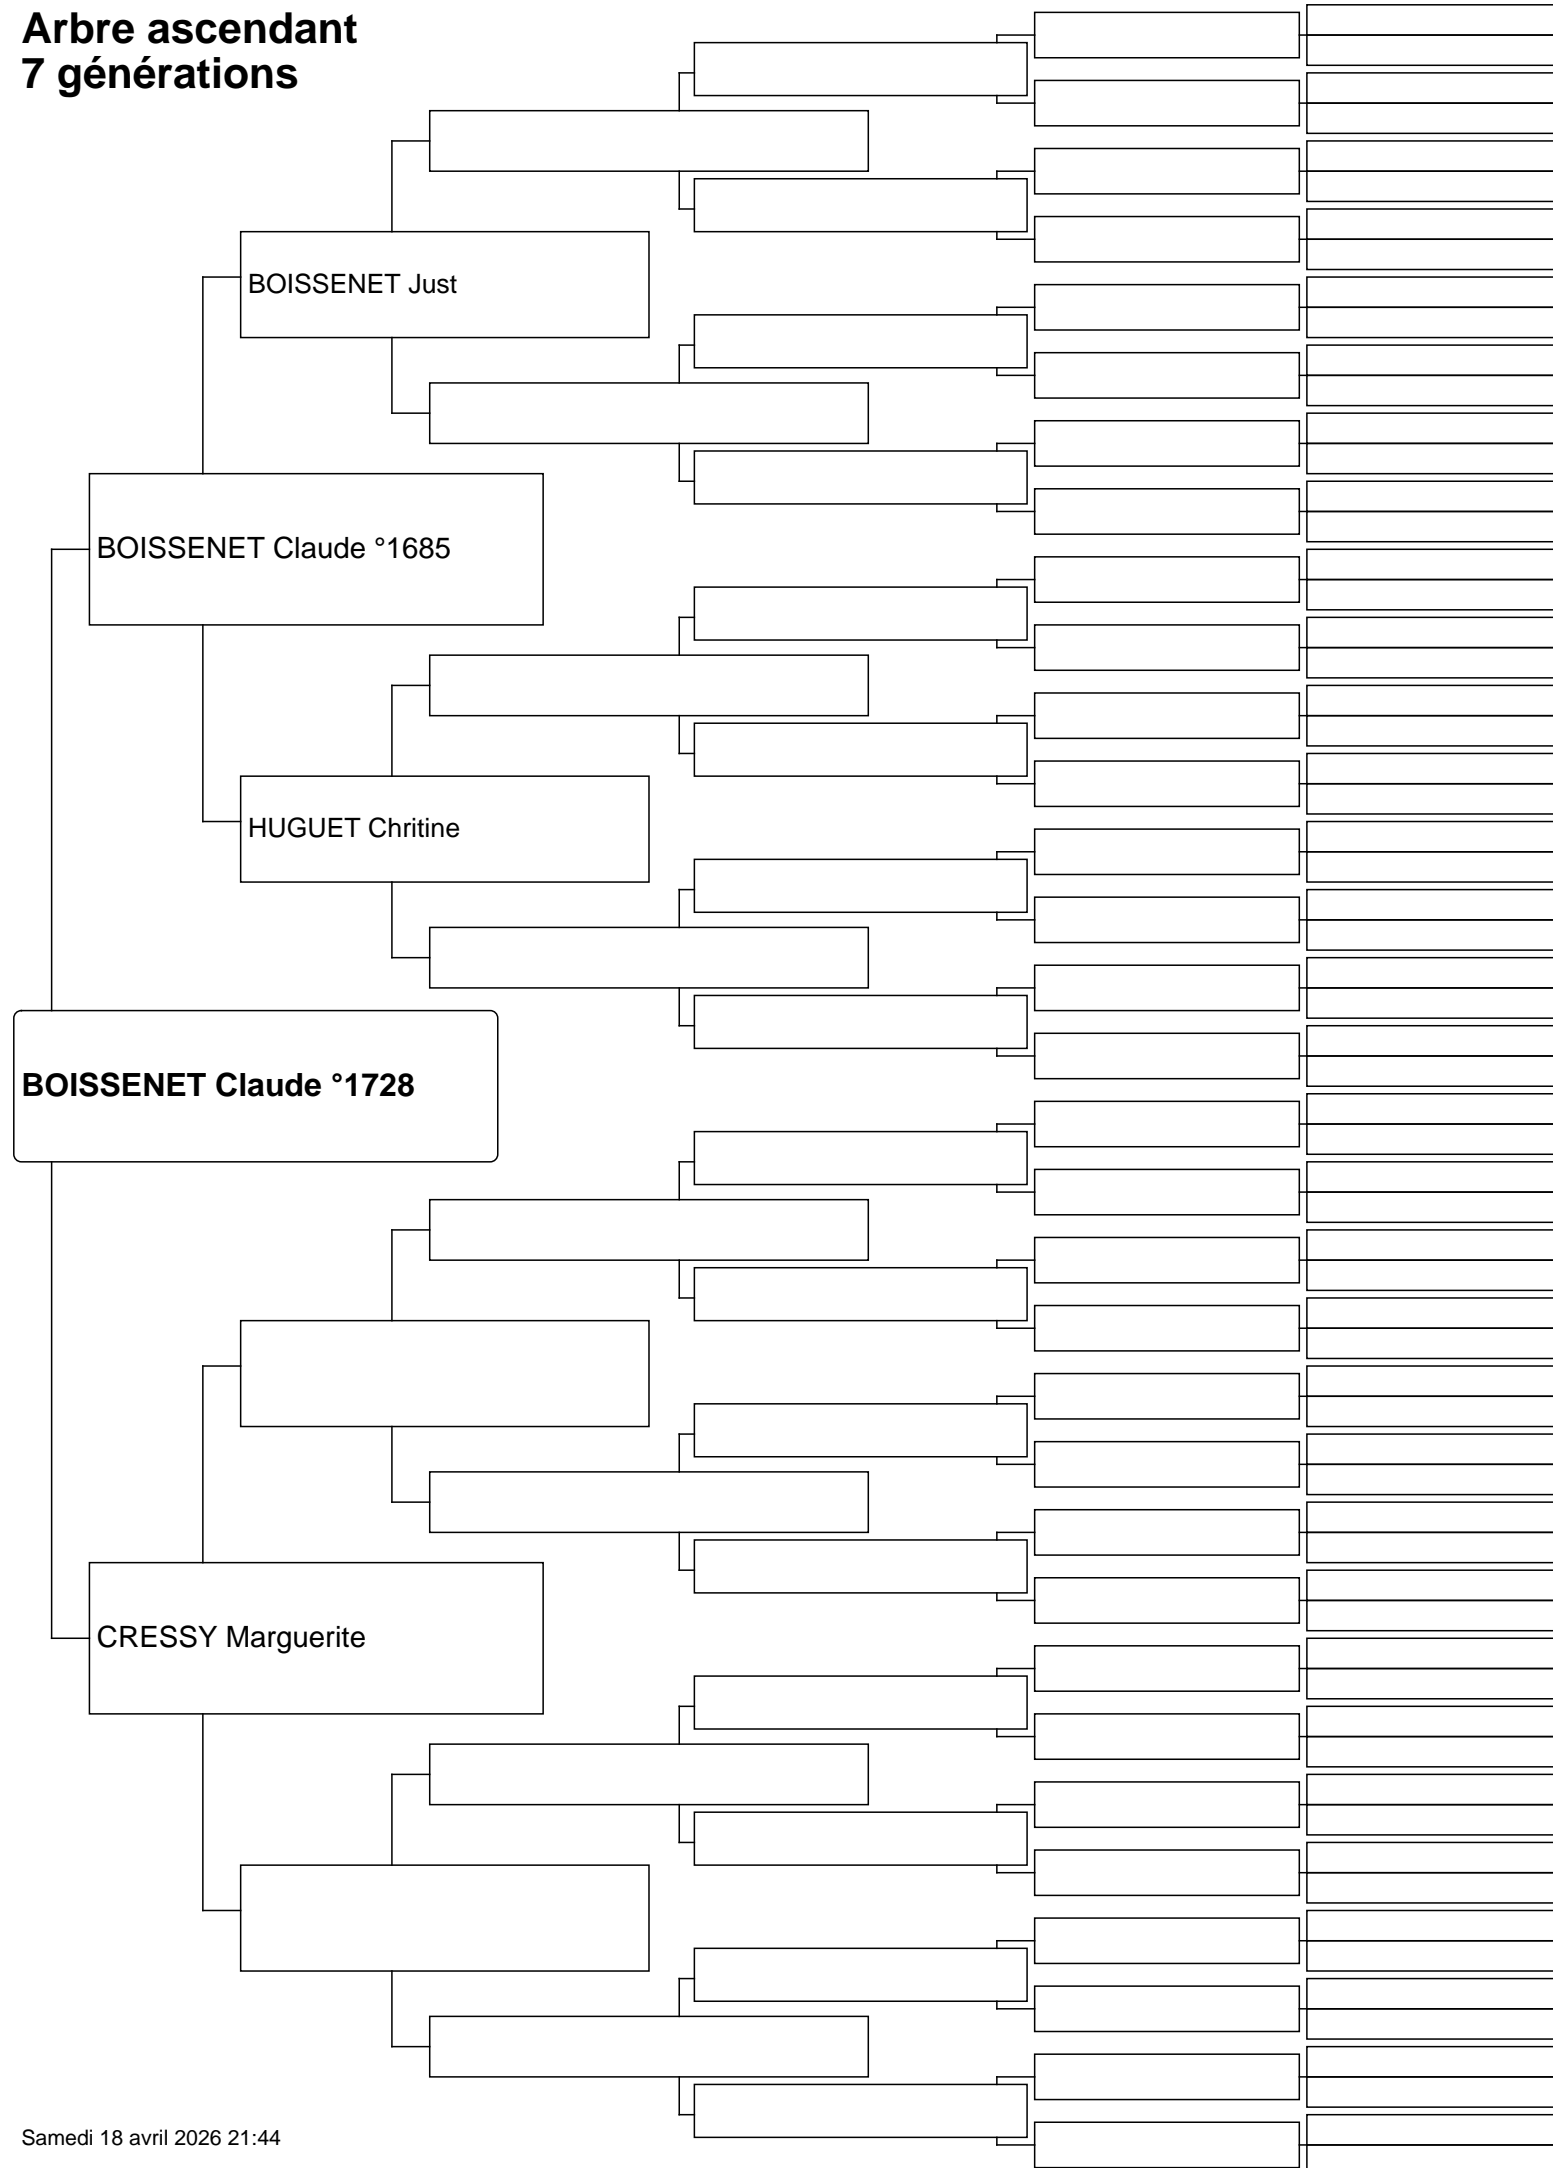 Arbre ascendant
7 générations
BOISSENET Just
BOISSENET Claude °1685
HUGUET Chritine
BOISSENET Claude °1728
CRESSY Marguerite
Samedi 18 avril 2026 21:44